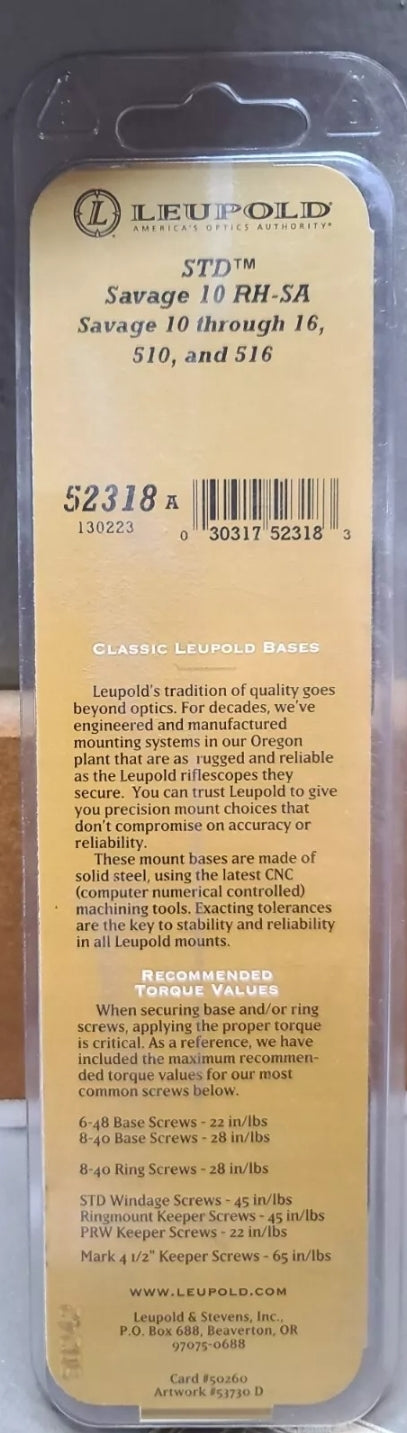 LEUPOLD®
AMERICA'S OPTICS AUTHORITY®
STD™
Savage 10 RH-SA
Savage 10 through 16,
510, and 516
52318 A
130223
0 30317 52318 3
CLASSIC LEUPOLD BASES
Leupold's tradition of quality goes
beyond optics. For decades, we've
engineered and manufactured
mounting systems in our Oregon
plant that are as rugged and reliable
as the Leupold riflescopes they
secure. You can trust Leupold to give
you precision mount choices that
don't compromise on accuracy or
reliability.
These mount bases are made of
solid steel, using the latest CNC
(computer numerical controlled)
machining tools. Exacting tolerances
are the key to stability and reliability
in all Leupold mounts.
RECOMMENDED
TORQUE VALUES
When securing base and/or ring
screws, applying the proper torque
is critical. As a reference, we have
included the maximum recommen-
ded torque values for our most
common screws below.
6-48 Base Screws - 22 in/lbs
8-40 Base Screws - 28 in/lbs
8-40 Ring Screws - 28 in/lbs
STD Windage Screws - 45 in/lbs
Ringmount Keeper Screws - 45 in/lbs
PRW Keeper Screws - 22 in/lbs
Mark 4 1/2" Keeper Screws - 65 in/lbs
WWW.LEUPOLD.COM
Leupold & Stevens, Inc.,
P.O. Box 688, Beaverton, OR
97075-0688
Card #50260
Artwork #53730 D